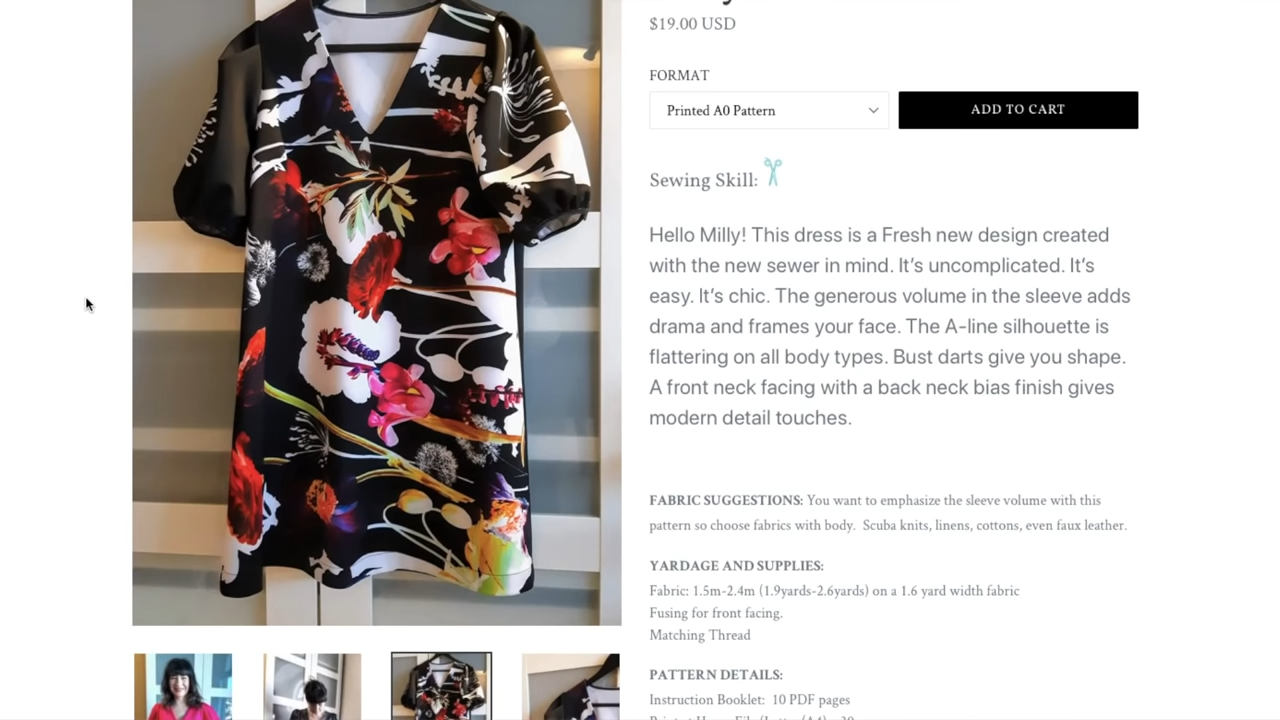 $19.00 USD
FORMAT
Printed A0 Pattern
ADD TO CART
Sewing Skill:
Hello Milly! This dress is a Fresh new design created
with the new sewer in mind. It’s uncomplicated. It’s
easy. It’s chic. The generous volume in the sleeve adds
drama and frames your face. The A-line silhouette is
flattering on all body types. Bust darts give you shape.
A front neck facing with a back neck bias finish gives
modern detail touches.
FABRIC SUGGESTIONS: You want to emphasize the sleeve volume with this
pattern so choose fabrics with body. Scuba knits, linens, cottons, even faux leather.
YARDAGE AND SUPPLIES:
Fabric: 1.5m-2.4m (1.9yards-2.6yards) on a 1.6 yard width fabric
Fusing for front facing.
Matching Thread
PATTERN DETAILS:
Instruction Booklet: 10 PDF pages